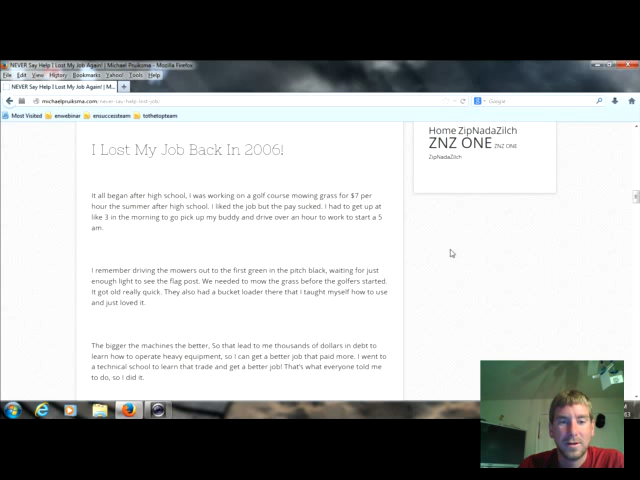 NEVER Say Help I Lost My Job Again! | Michael Pruiksma - Mozilla Firefox
File Edit View History Bookmarks Yahoo Tools Help
NEVER Say Help I Lost My Job Again! | M...
michaelpruiksma.com/never-say-help-lost-job/
Google
Most Visited enwebinar ensuccessteam tothetopteam
Home ZipNadaZilch
ZNZ ONE ZNZ ONE
ZipNadaZilch
I Lost My Job Back In 2006!
It all began after high school, I was working on a golf course mowing grass for $7 per
hour the summer after high school. I liked the job but the pay sucked. I had to get up at
like 3 in the morning to go pick up my buddy and drive over an hour to work to start a 5
am.
I remember driving the mowers out to the first green in the pitch black, waiting for just
enough light to see the flag post. We needed to mow the grass before the golfers started.
It got old really quick. They also had a bucket loader there that I taught myself how to use
and just loved it.
The bigger the machines the better, So that lead to me thousands of dollars in debt to
learn how to operate heavy equipment, so I can get a better job that paid more. I went to
a technical school to learn that trade and get a better job! That's what everyone told me
to do, so I did it.